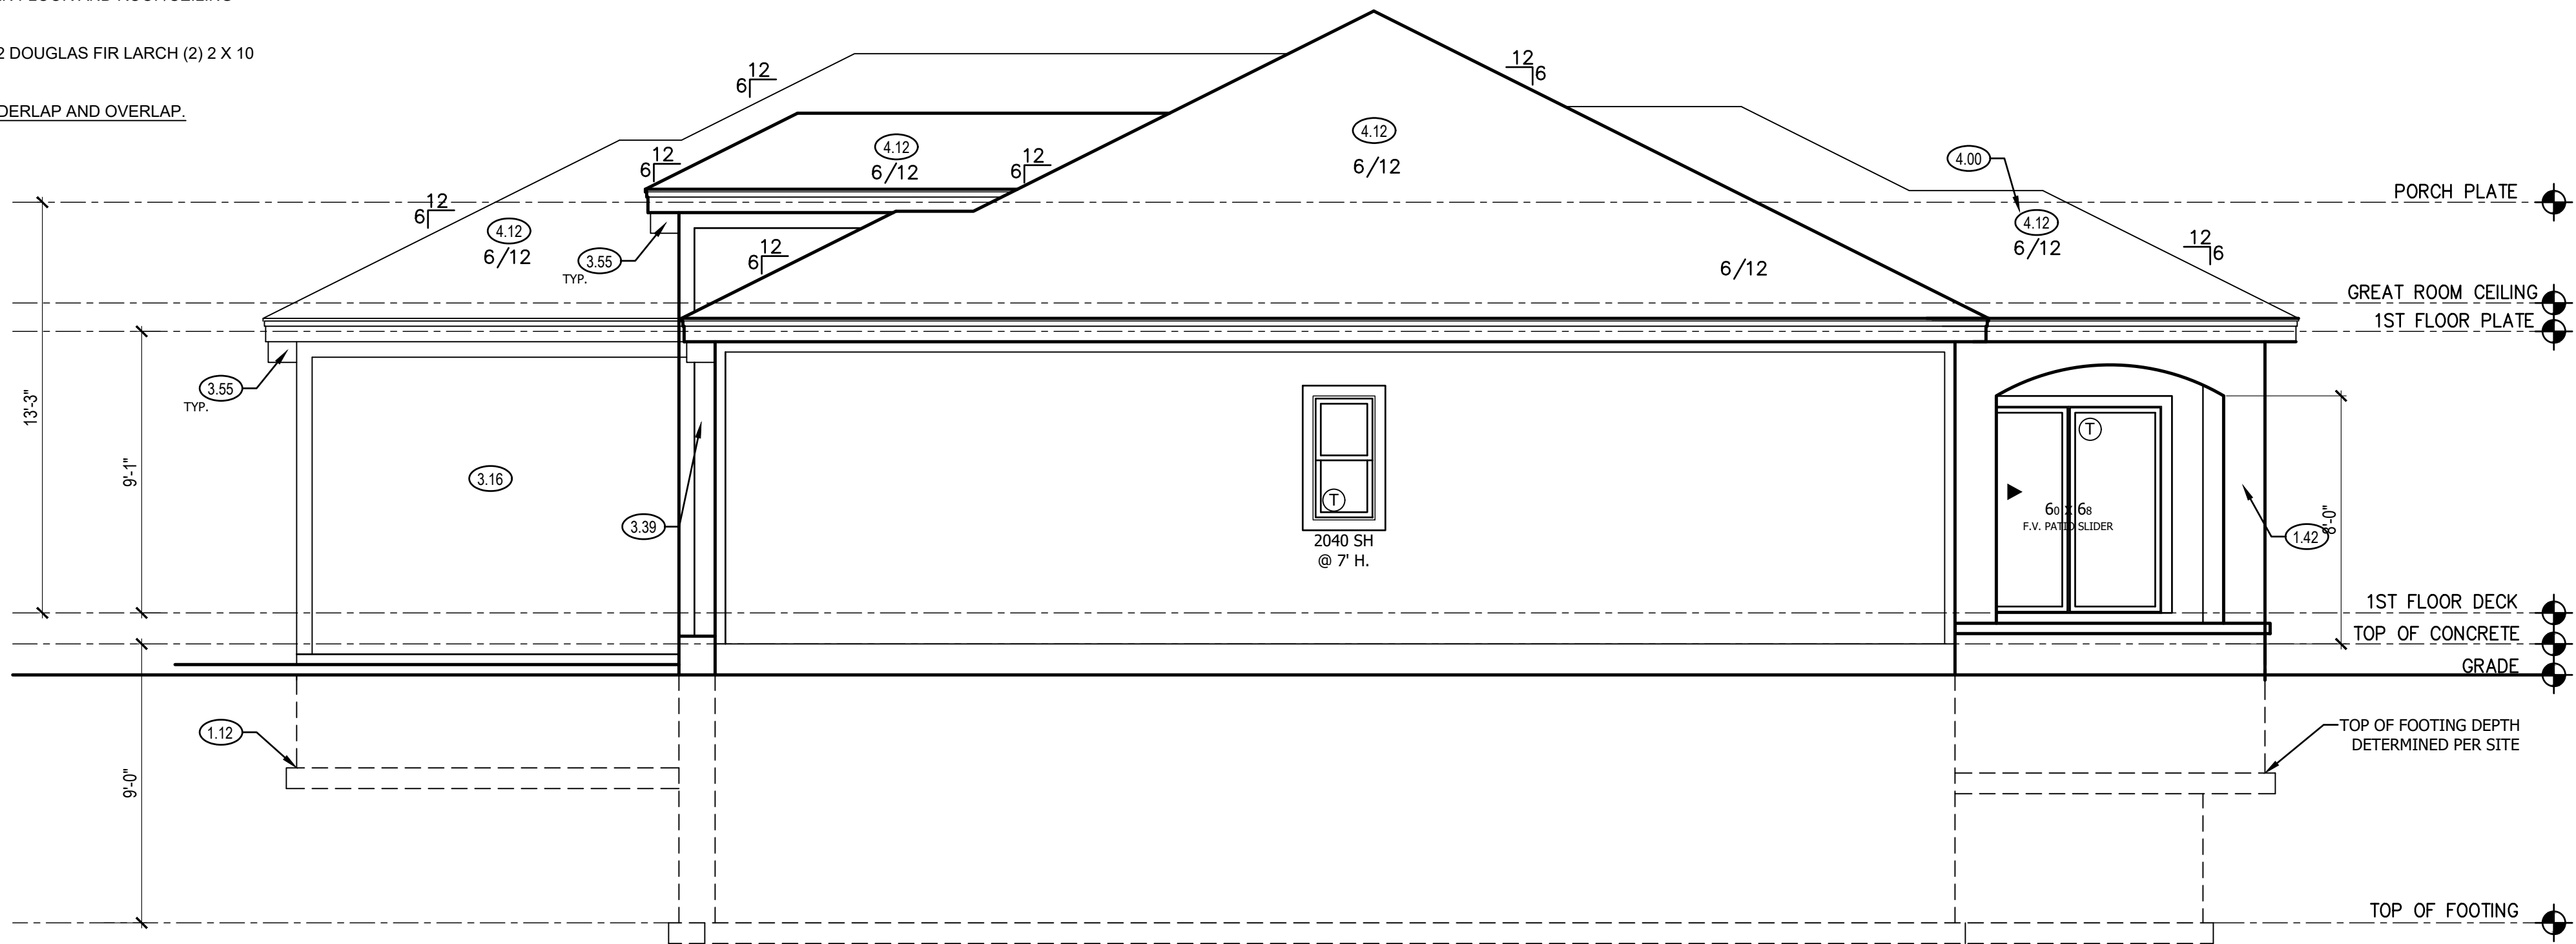 2 DOUGLAS FIR LARCH (2) 2 X 10
DERLAP AND OVERLAP.
12
6
12
6
12
6
12
6
12
6
12
6
12
6
4.12
6/12
4.12
6/12
4.12
6/12
4.00
4.12
6/12
6/12
PORCH PLATE
GREAT ROOM CEILING
1ST FLOOR PLATE
3.55
TYP.
3.55
TYP.
13'-3"
9'-1"
3.16
3.39
T
2040 SH
@ 7' H.
T
60 X 68
F.V. PATIO SLIDER
1.42
8'-0"
1ST FLOOR DECK
TOP OF CONCRETE
GRADE
1.12
TOP OF FOOTING DEPTH
DETERMINED PER SITE
9'-0"
TOP OF FOOTING